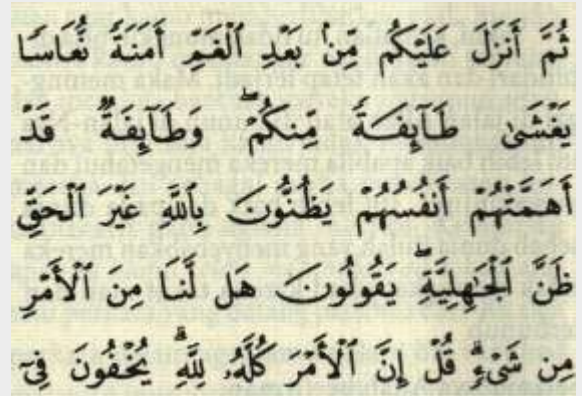 ثُمَّ أَنزَلَ عَلَيْكُم مِّنۢ بَعْدِ ٱلْغَمِّ أَمَنَةً نُّعَاسًا
يَغْشَىٰ طَآئِفَةً مِّنكُمْ ۖ وَطَآئِفَةٌ قَدْ
أَهَمَّتْهُمْ أَنفُسُهُمْ يَظُنُّونَ بِٱللَّهِ غَيْرَ ٱلْحَقِّ
ظَنَّ ٱلْجَـٰهِلِيَّةِ ۖ يَقُولُونَ هَل لَّنَا مِنَ ٱلْأَمْرِ
مِن شَىْءٍ ۗ قُلْ إِنَّ ٱلْأَمْرَ كُلَّهُۥ لِلَّهِ ۗ يُخْفُونَ فِىٓ